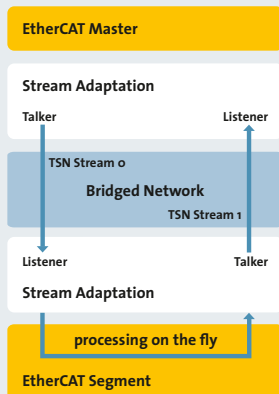 EtherCAT Master
Stream Adaptation
Talker Listener
TSN Stream 0
Bridged Network
TSN Stream 1
Listener Talker
Stream Adaptation
processing on the fly
EtherCAT Segment